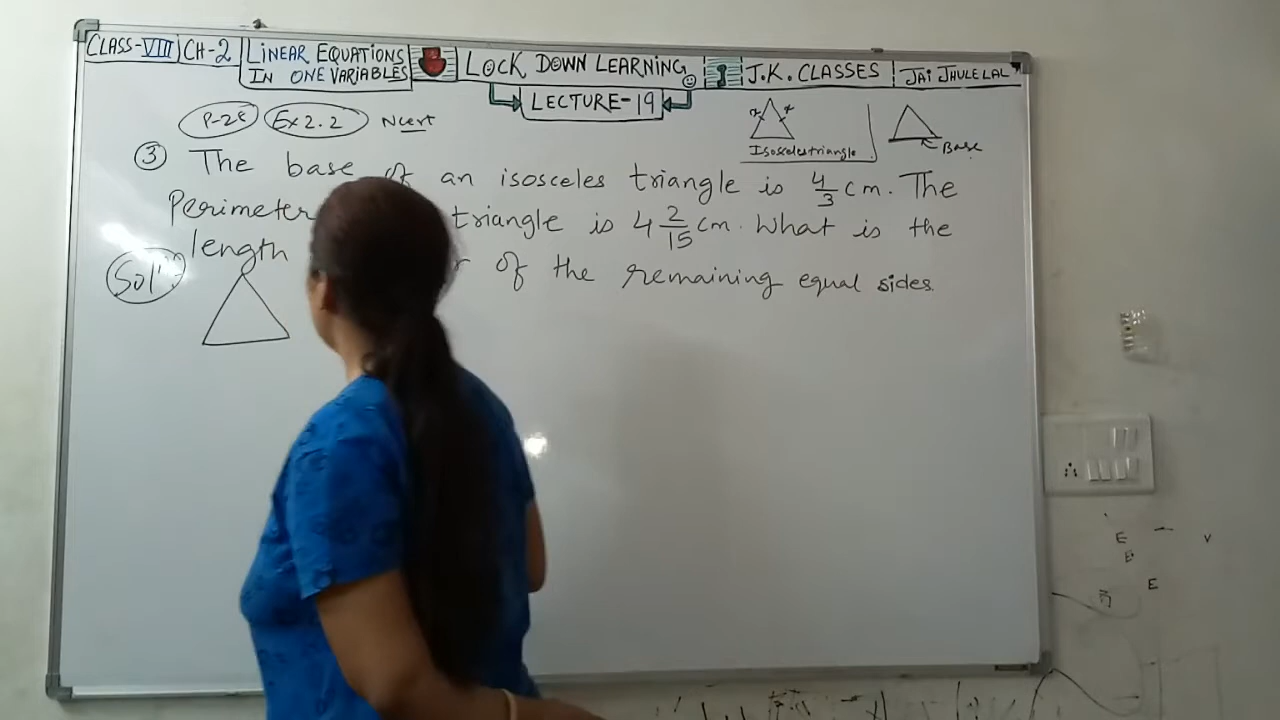 CLASS-VIII CH-2 LINEAR EQUATIONS IN ONE VARIABLES LOCK DOWN LEARNING J.K. CLASSES JAI JHULELAL
LECTURE-19
P-28 Ex 2.2 Ncert
x x
Isoscelestriangle
Base
③ The base of an isosceles triangle is 4/3 cm. The
Perimeter triangle is 4 2/15 cm. What is the
length of the remaining equal sides.
Sol: